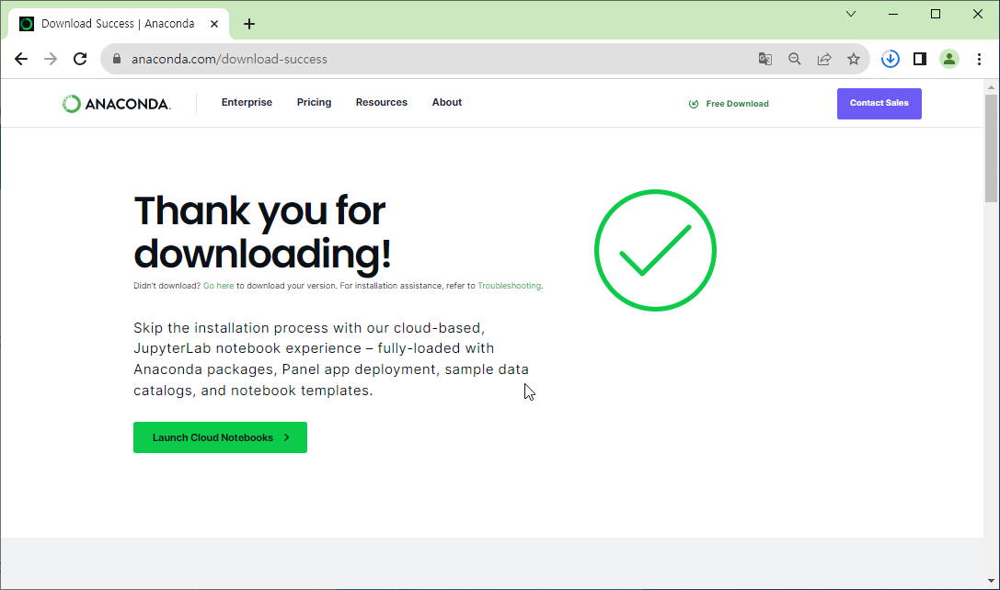 Download Success | Anaconda
anaconda.com/download-success
ANACONDA.
Enterprise
Pricing
Resources
About
Free Download
Contact Sales
Thank you for
downloading!
Didn't download? Go here to download your version. For installation assistance, refer to Troubleshooting.
Skip the installation process with our cloud-based,
JupyterLab notebook experience – fully-loaded with
Anaconda packages, Panel app deployment, sample data
catalogs, and notebook templates.
Launch Cloud Notebooks